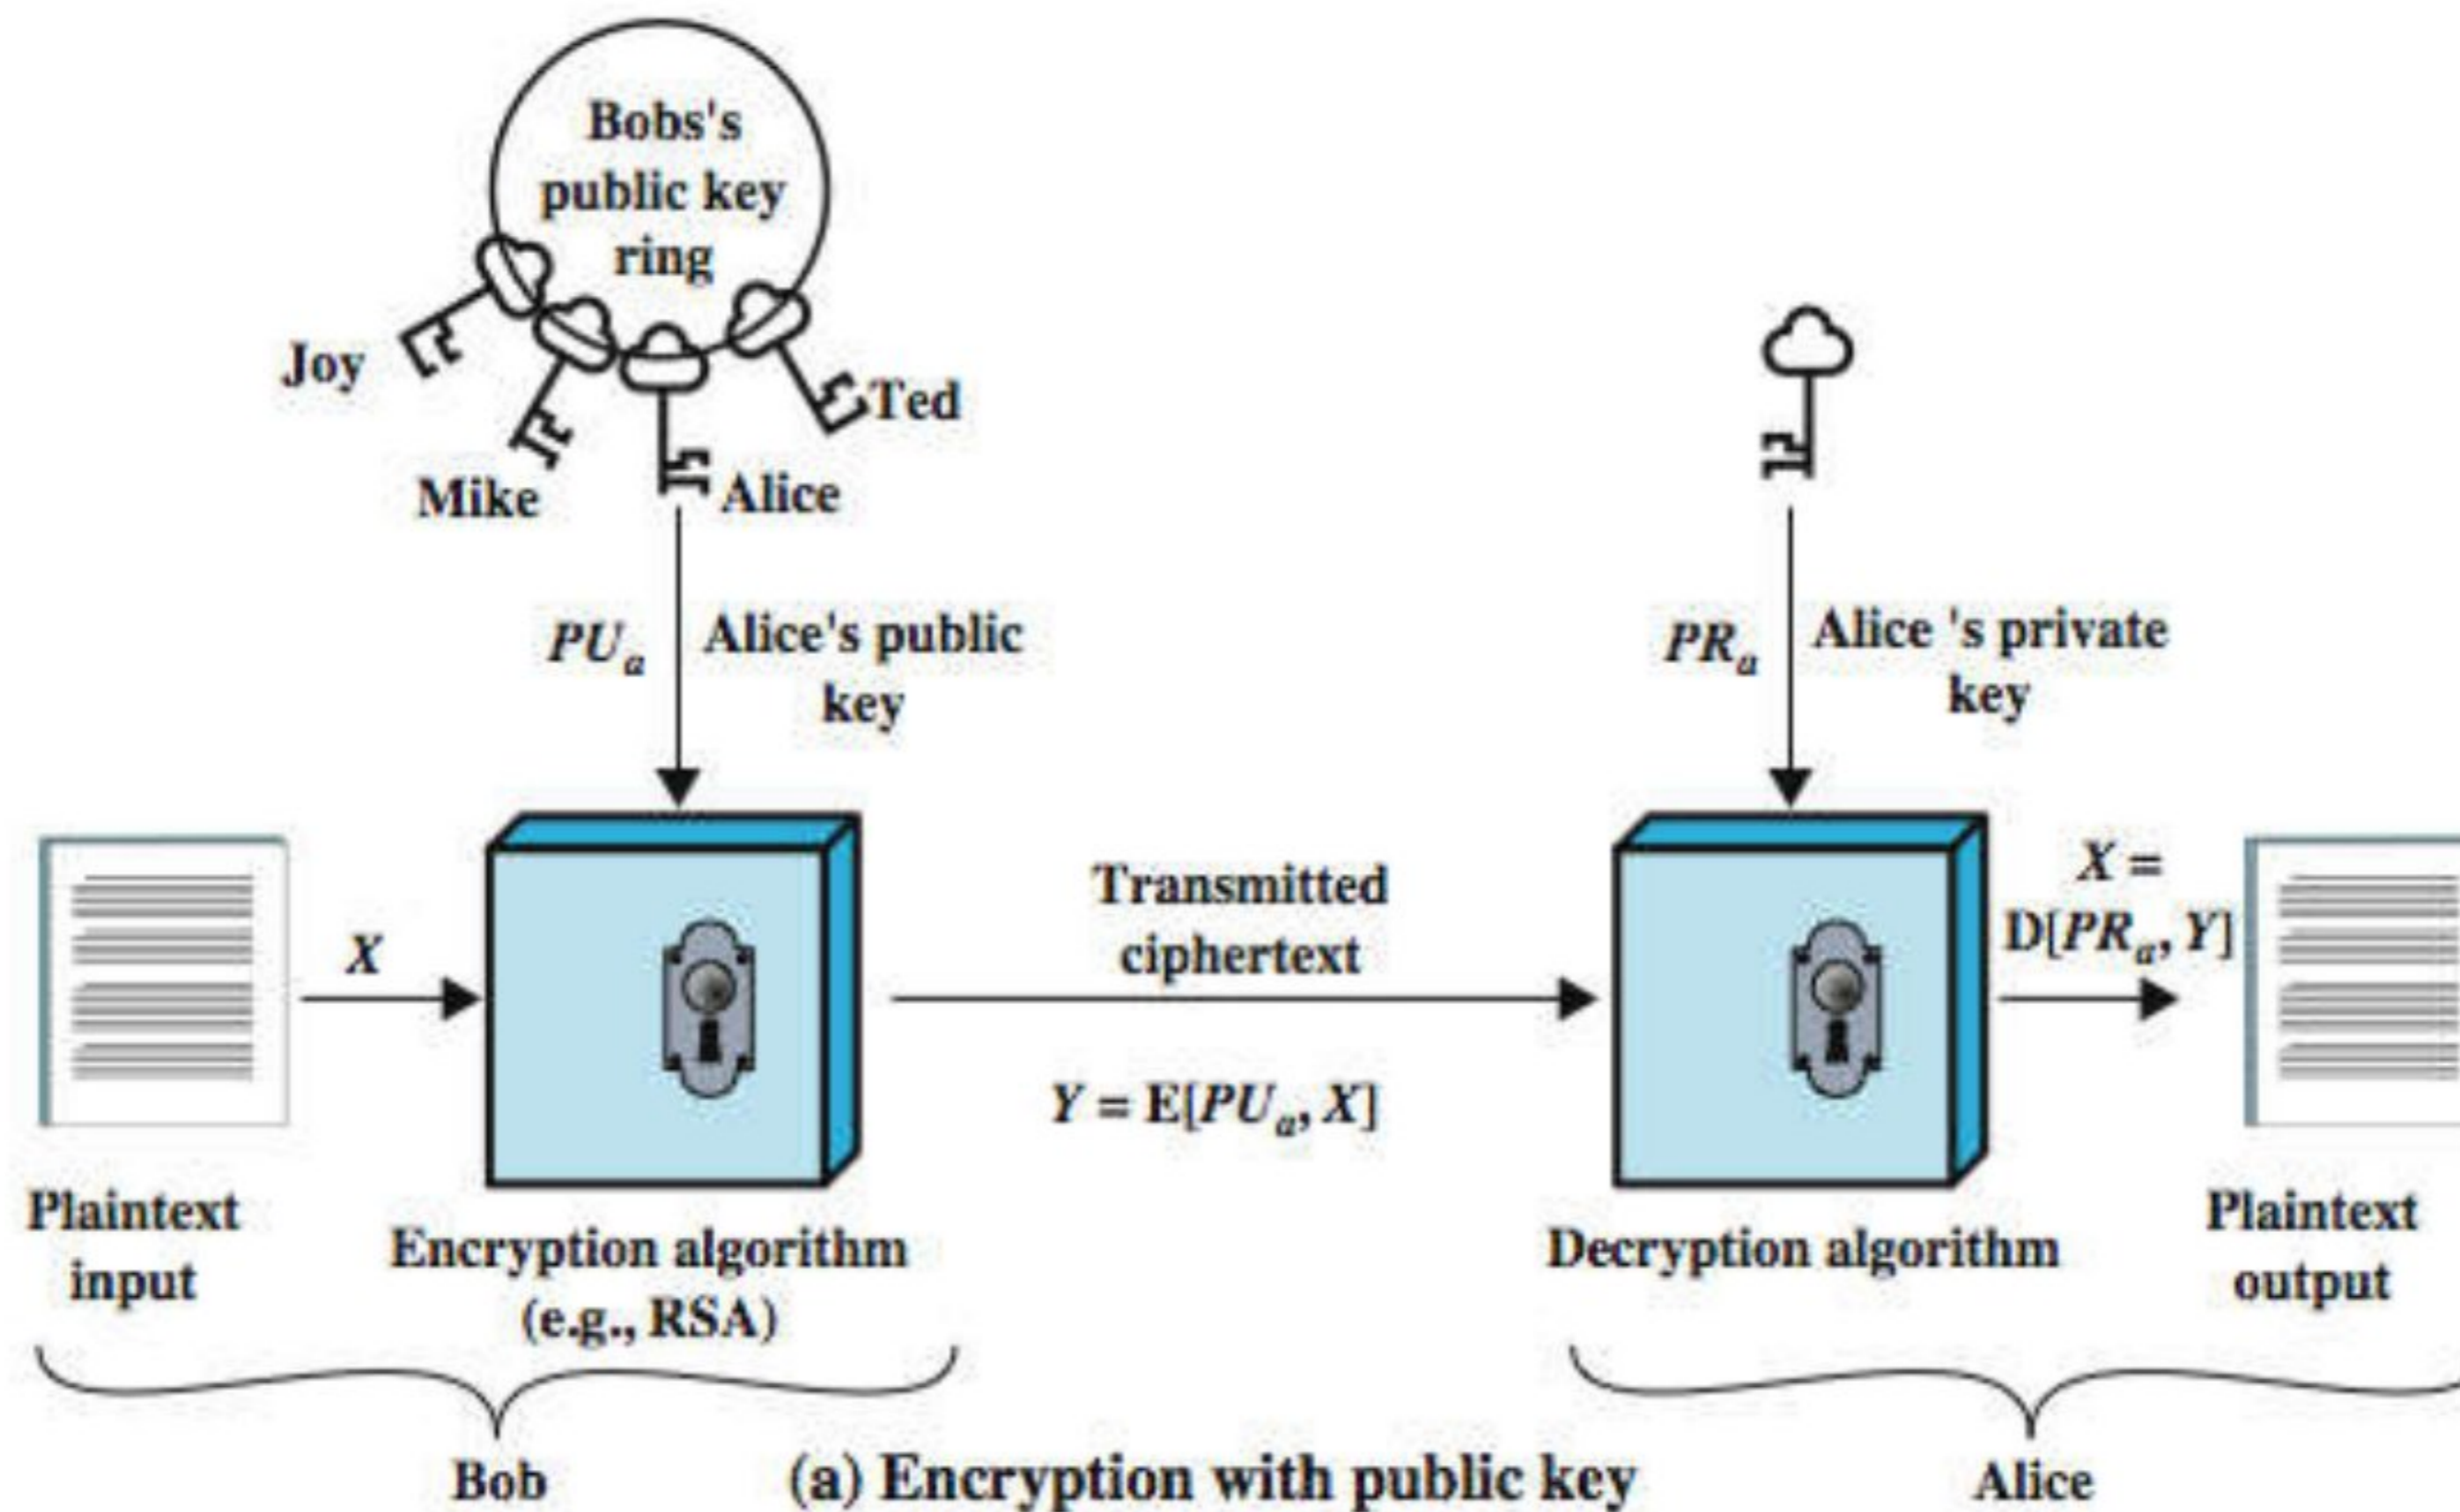 Bobs's
public key
ring
Joy
Ted
Mike
Alice
PUa
Alice's public
key
PRa
Alice 's private
key
X
Transmitted
ciphertext
Y = E[PUa, X]
X =
D[PRa, Y]
Plaintext
input
Encryption algorithm
(e.g., RSA)
Decryption algorithm
Plaintext
output
Bob
(a) Encryption with public key
Alice